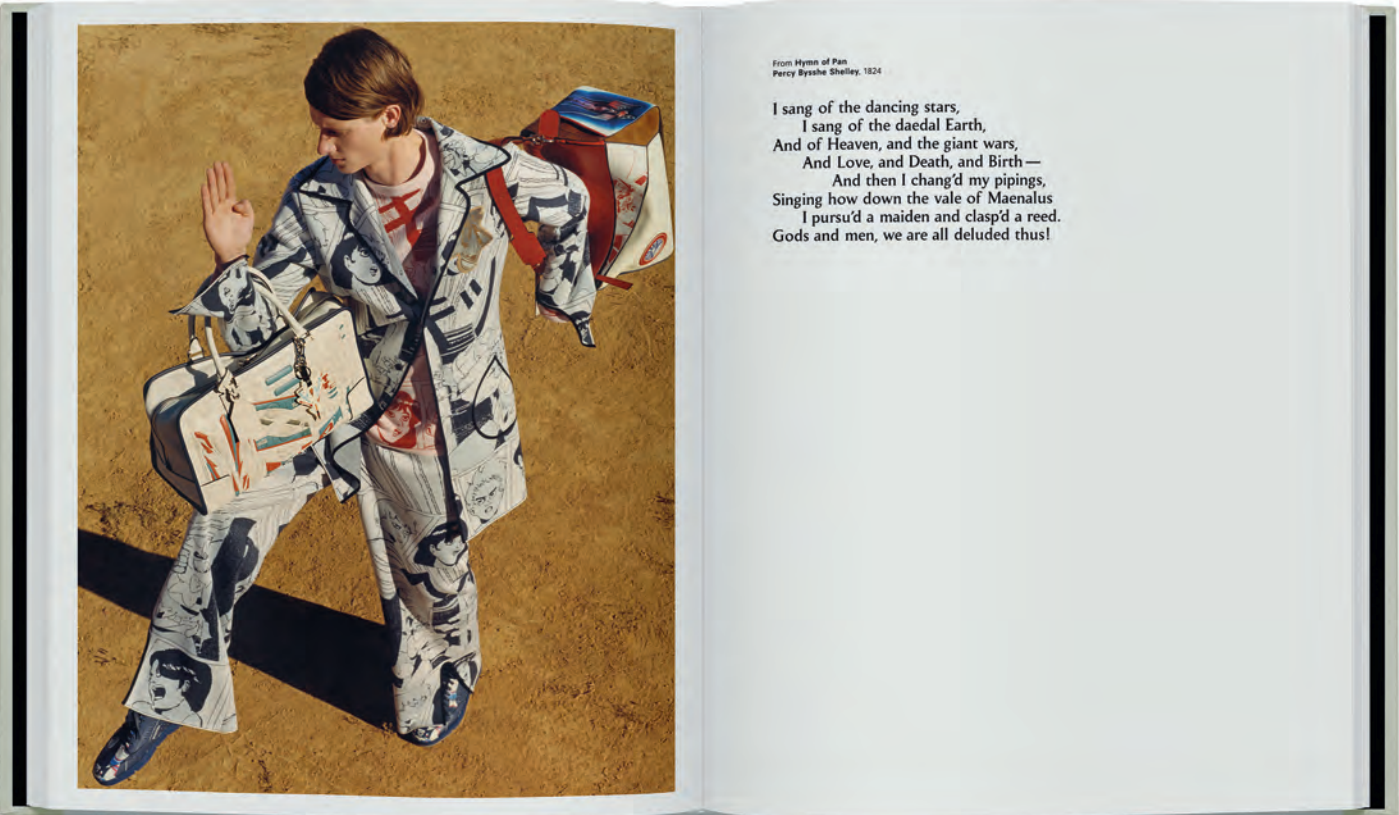 From Hymn of Pan
Percy Bysshe Shelley, 1824
I sang of the dancing stars,
I sang of the daedal Earth,
And of Heaven, and the giant wars,
And Love, and Death, and Birth —
And then I chang'd my pipings,
Singing how down the vale of Maenalus
I pursu'd a maiden and clasp'd a reed.
Gods and men, we are all deluded thus!